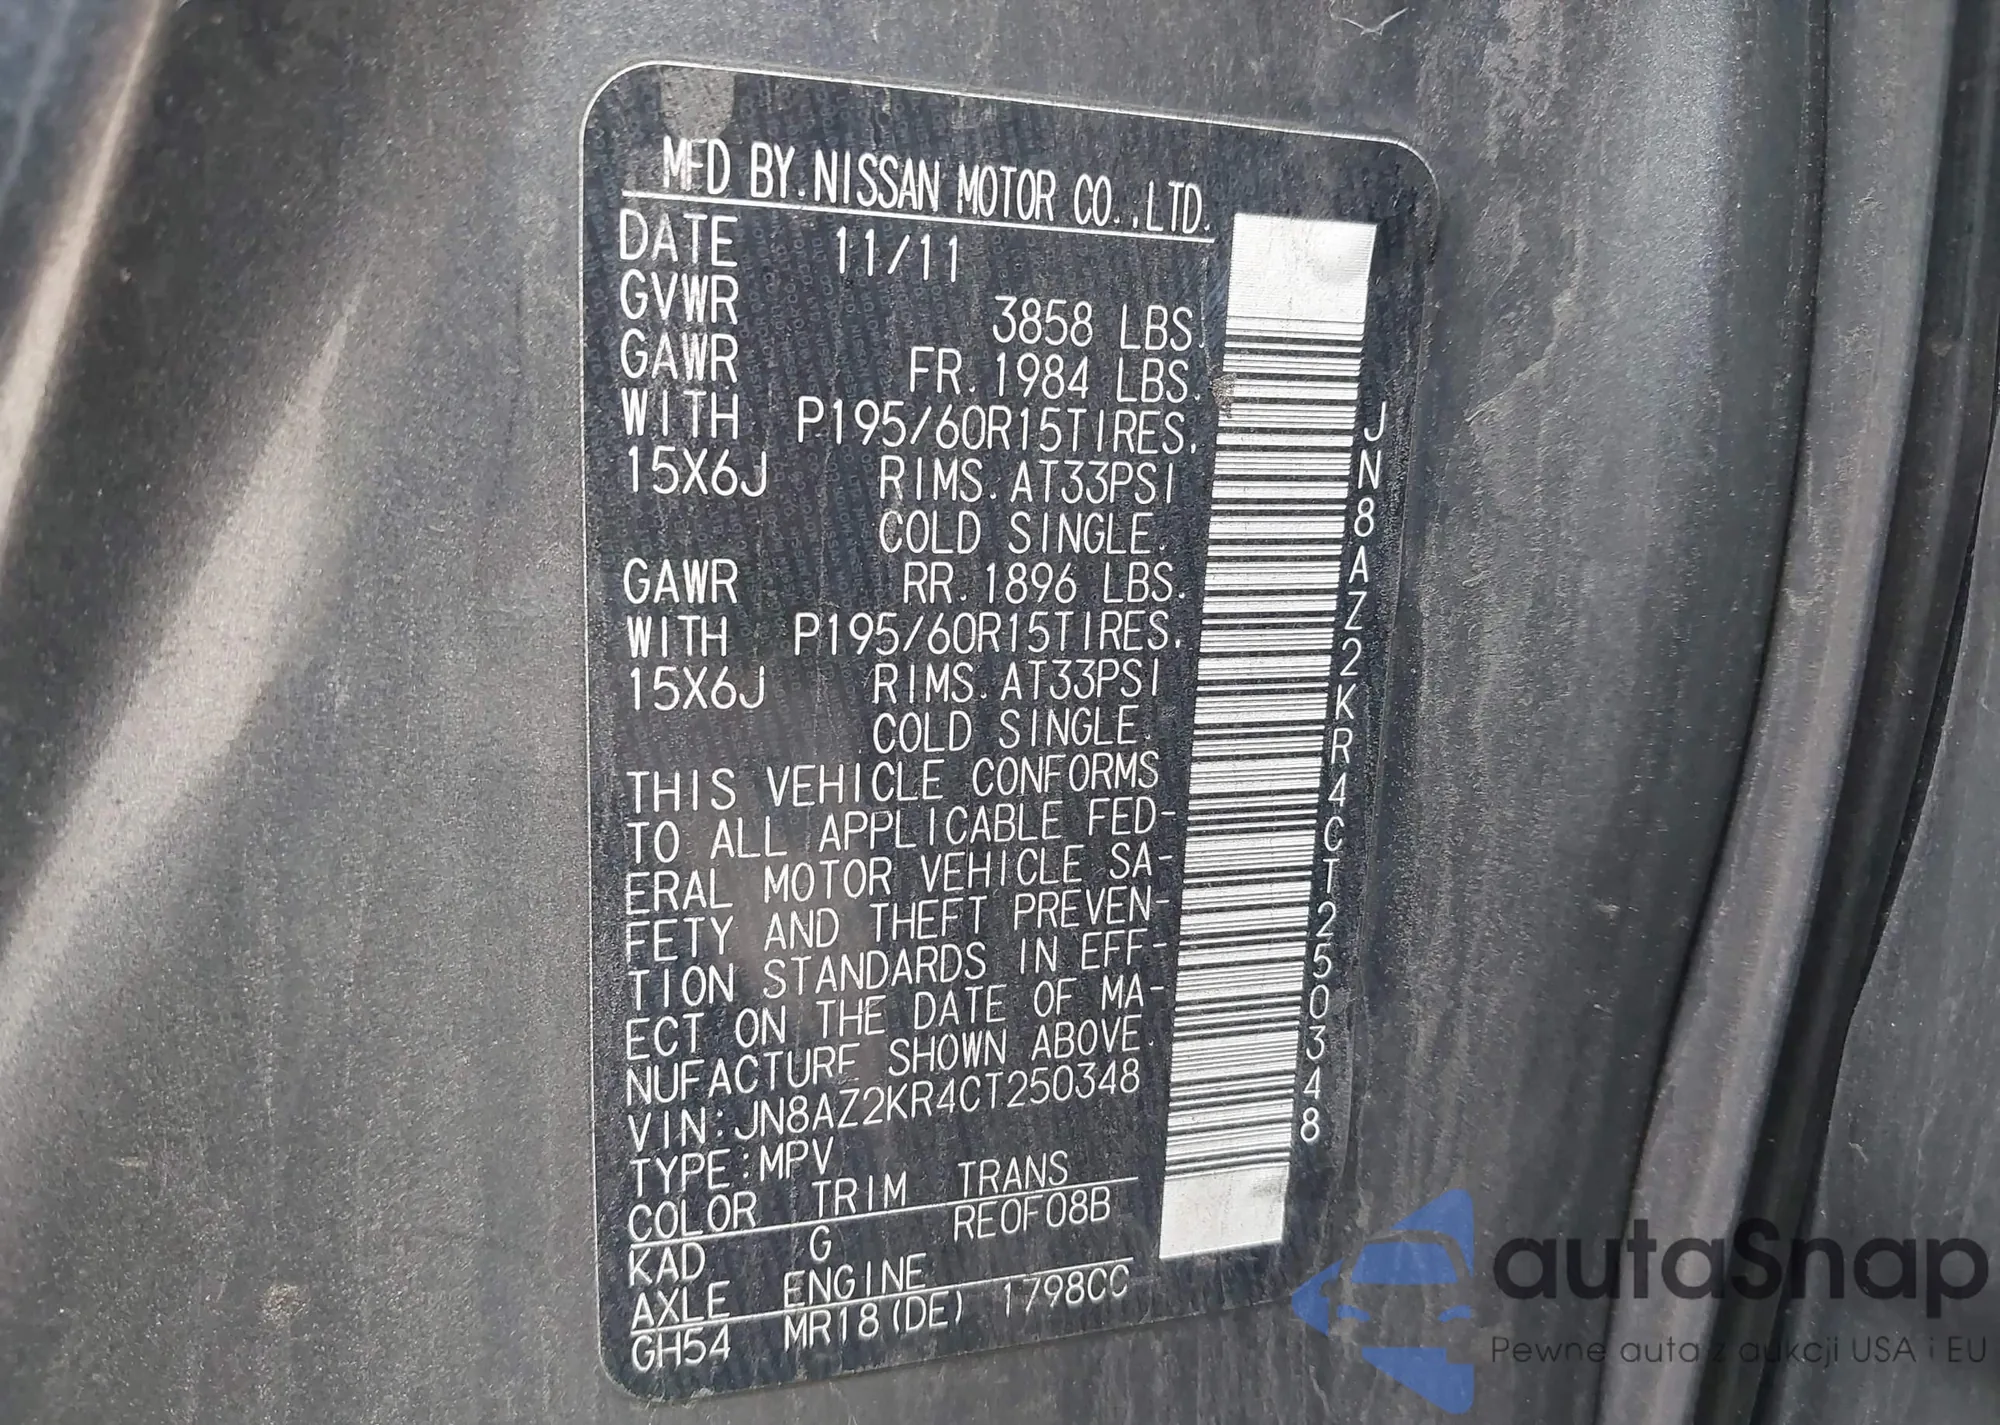 MFD BY.NISSAN MOTOR CO.,LTD.
DATE 11/11
GVWR 3858 LBS.
GAWR FR.1984 LBS.
WITH P195/60R15TIRES.
15X6J RIMS.AT33PSI
COLD SINGLE.
GAWR RR.1896 LBS.
WITH P195/60R15TIRES.
15X6J RIMS.AT33PSI
COLD SINGLE.
THIS VEHICLE CONFORMS
TO ALL APPLICABLE FED-
ERAL MOTOR VEHICLE SA-
FETY AND THEFT PREVEN-
TION STANDARDS IN EFF-
ECT ON THE DATE OF MA-
NUFACTURE SHOWN ABOVE.
VIN:JN8AZ2KR4CT250348
TYPE:MPV
COLOR TRIM TRANS
KAD G RE0F08B
AXLE ENGINE
GH54 MR18(DE) 1798CC
JN8AZ2KR4CT250348
autoSnap
Pewne auta z aukcji USA i EU